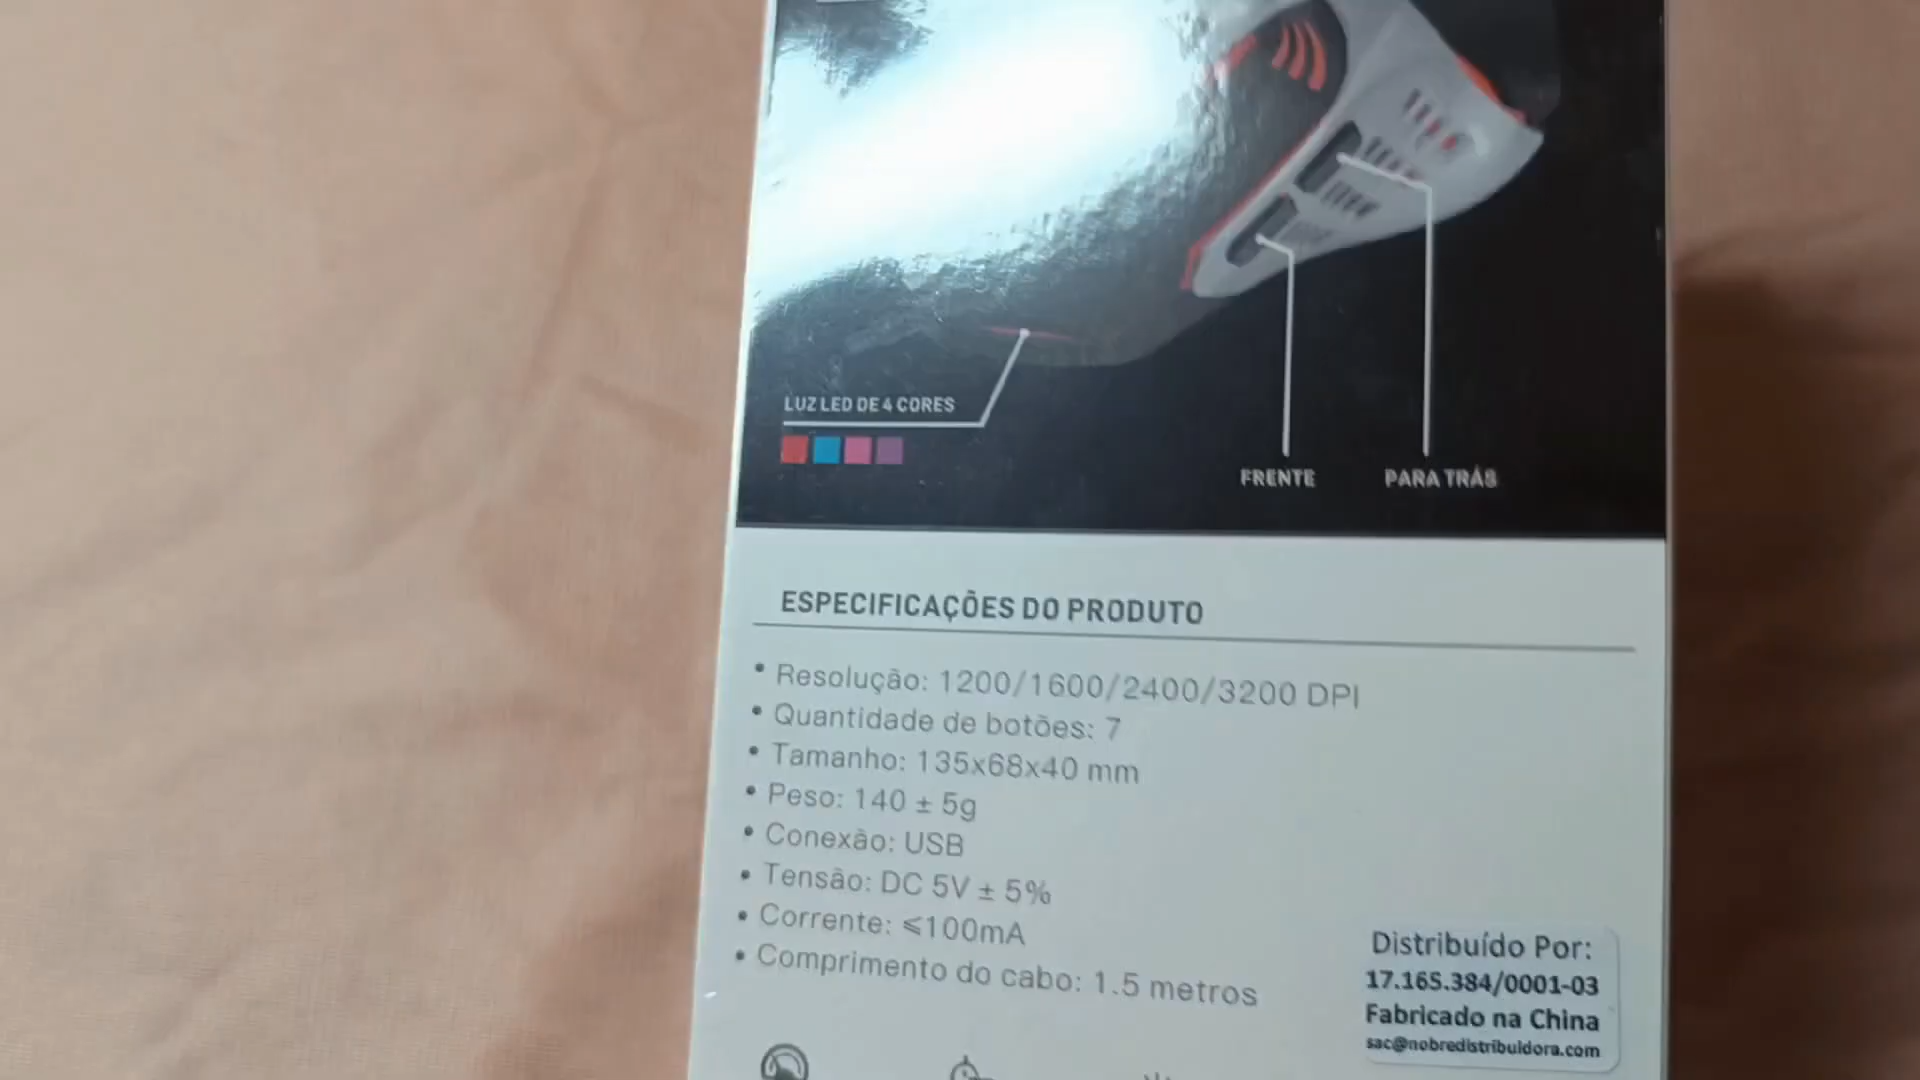 LUZ LED DE 4 CORES
FRENTE
PARA TRÁS
ESPECIFICAÇÕES DO PRODUTO
• Resolução: 1200/1600/2400/3200 DPI
• Quantidade de botões: 7
• Tamanho: 135x68x40 mm
• Peso: 140 ± 5g
• Conexão: USB
• Tensão: DC 5V ± 5%
• Corrente: ⩽100mA
• Comprimento do cabo: 1.5 metros
Distribuído Por:
17.165.384/0001-03
Fabricado na China
sac@nobredistribuidora.com